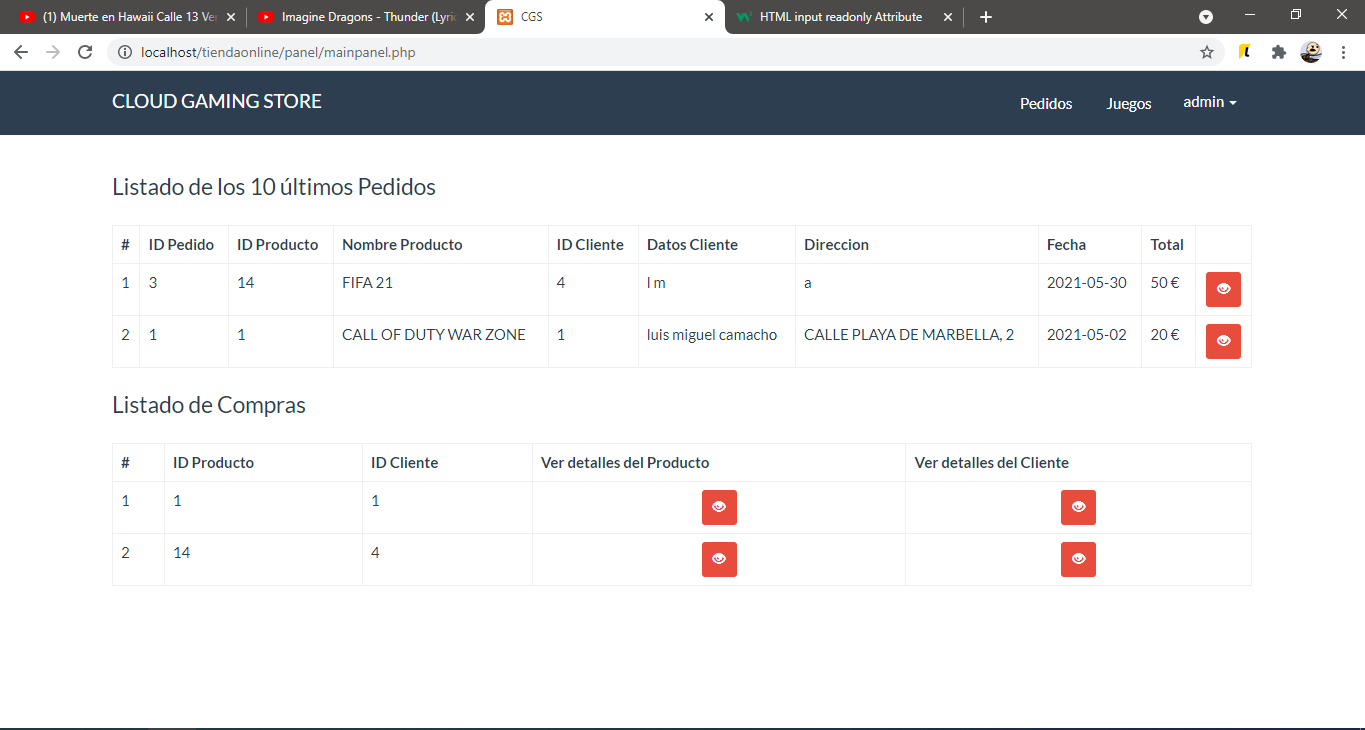 (1) Muerte en Hawaii Calle 13 Ver
Imagine Dragons - Thunder (Lyric
CGS
HTML input readonly Attribute
localhost/tiendaonline/panel/mainpanel.php
CLOUD GAMING STORE
Pedidos
Juegos
admin
Listado de los 10 últimos Pedidos
# ID Pedido ID Producto Nombre Producto ID Cliente Datos Cliente Direccion Fecha Total
1 3 14 FIFA 21 4 l m a 2021-05-30 50 €
2 1 1 CALL OF DUTY WAR ZONE 1 luis miguel camacho CALLE PLAYA DE MARBELLA, 2 2021-05-02 20 €
Listado de Compras
# ID Producto ID Cliente Ver detalles del Producto Ver detalles del Cliente
1 1 1
2 14 4